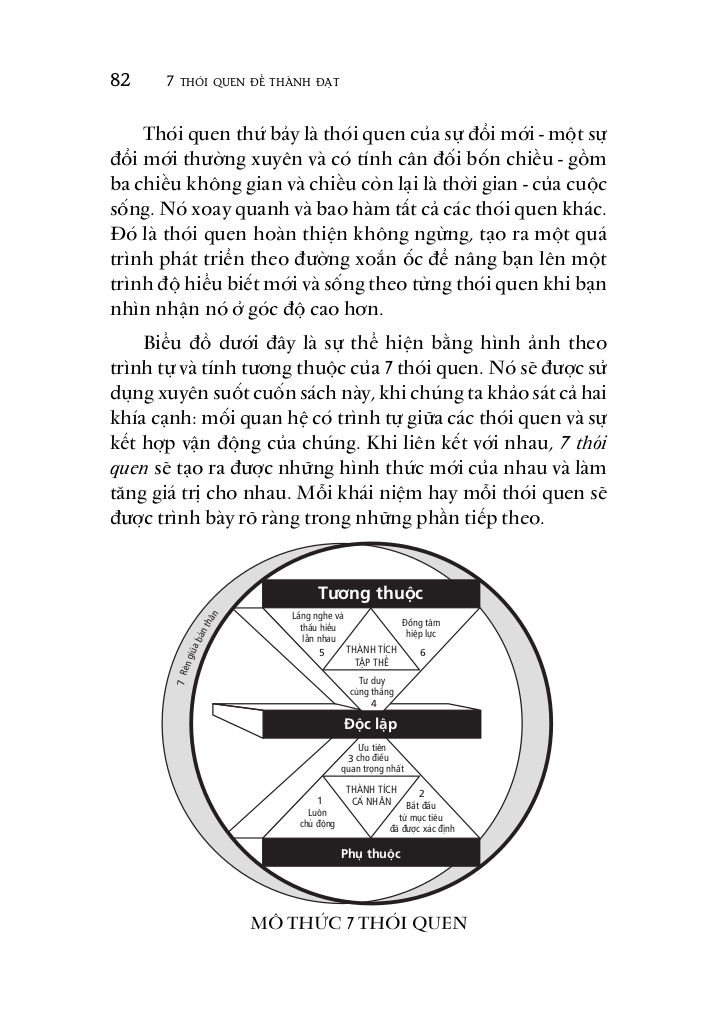 82 7 THÓI QUEN ĐỂ THÀNH ĐẠT
Thói quen thứ bảy là thói quen của sự đổi mới - một sự
đổi mới thường xuyên và có tính cân đối bốn chiều - gồm
ba chiều không gian và chiều còn lại là thời gian - của cuộc
sống. Nó xoay quanh và bao hàm tất cả các thói quen khác.
Đó là thói quen hoàn thiện không ngừng, tạo ra một quá
trình phát triển theo đường xoắn ốc để nâng bạn lên một
trình độ hiểu biết mới và sống theo từng thói quen khi bạn
nhìn nhận nó ở góc độ cao hơn.
Biểu đồ dưới đây là sự thể hiện bằng hình ảnh theo
trình tự và tính tương thuộc của 7 thói quen. Nó sẽ được sử
dụng xuyên suốt cuốn sách này, khi chúng ta khảo sát cả hai
khía cạnh: mối quan hệ có trình tự giữa các thói quen và sự
kết hợp vận động của chúng. Khi liên kết với nhau, 7 thói
quen sẽ tạo ra được những hình thức mới của nhau và làm
tăng giá trị cho nhau. Mỗi khái niệm hay mỗi thói quen sẽ
được trình bày rõ ràng trong những phần tiếp theo.
Tương thuộc
Lắng nghe và
thấu hiểu
lẫn nhau
5
THÀNH TÍCH
TẬP THỂ
Đồng tâm
hiệp lực
6
Tư duy
cùng thắng
4
7 Rèn giũa bản thân
Độc lập
Ưu tiên
3 cho điều
quan trọng nhất
THÀNH TÍCH
CÁ NHÂN
1
Luôn
chủ động
2
Bắt đầu
từ mục tiêu
đã được xác định
Phụ thuộc
MÔ THỨC 7 THÓI QUEN